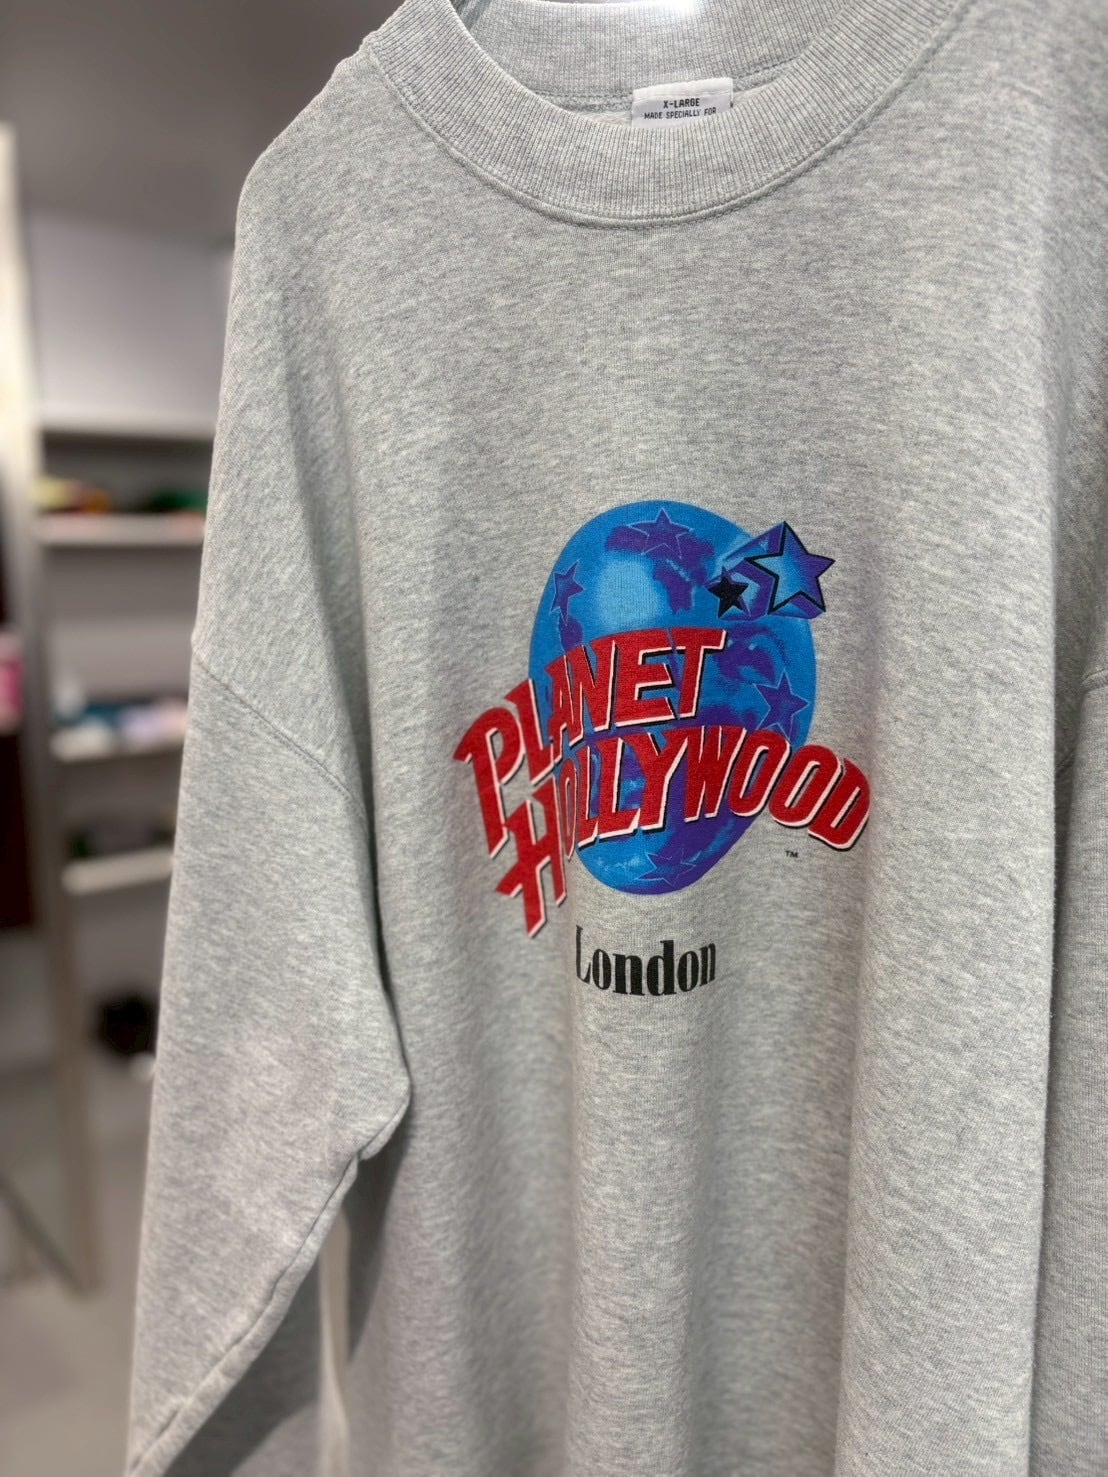 X-LARGE
MADE SPECIALLY FOR
PLANET
HOLLYWOOD
TM
London